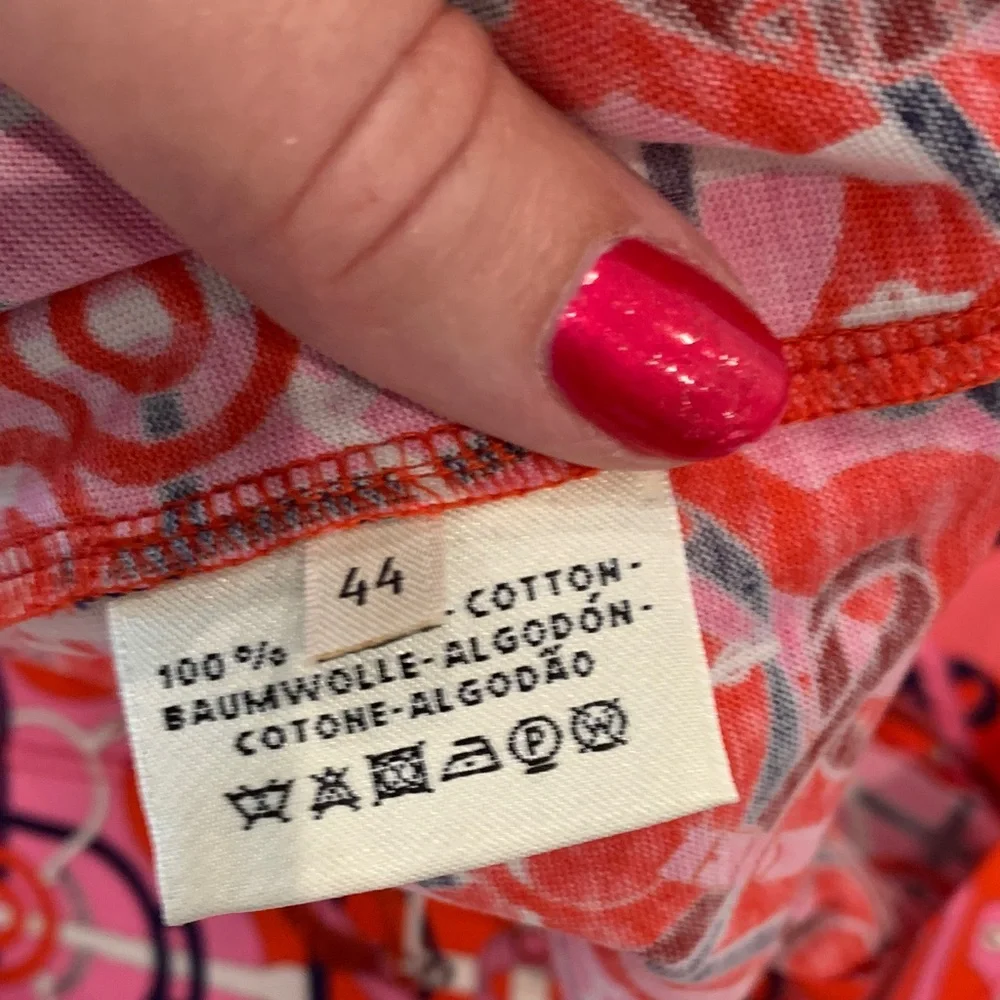 44
100% - COTTON -
BAUMWOLLE - ALGODÓN -
COTONE - ALGODÃO
P W